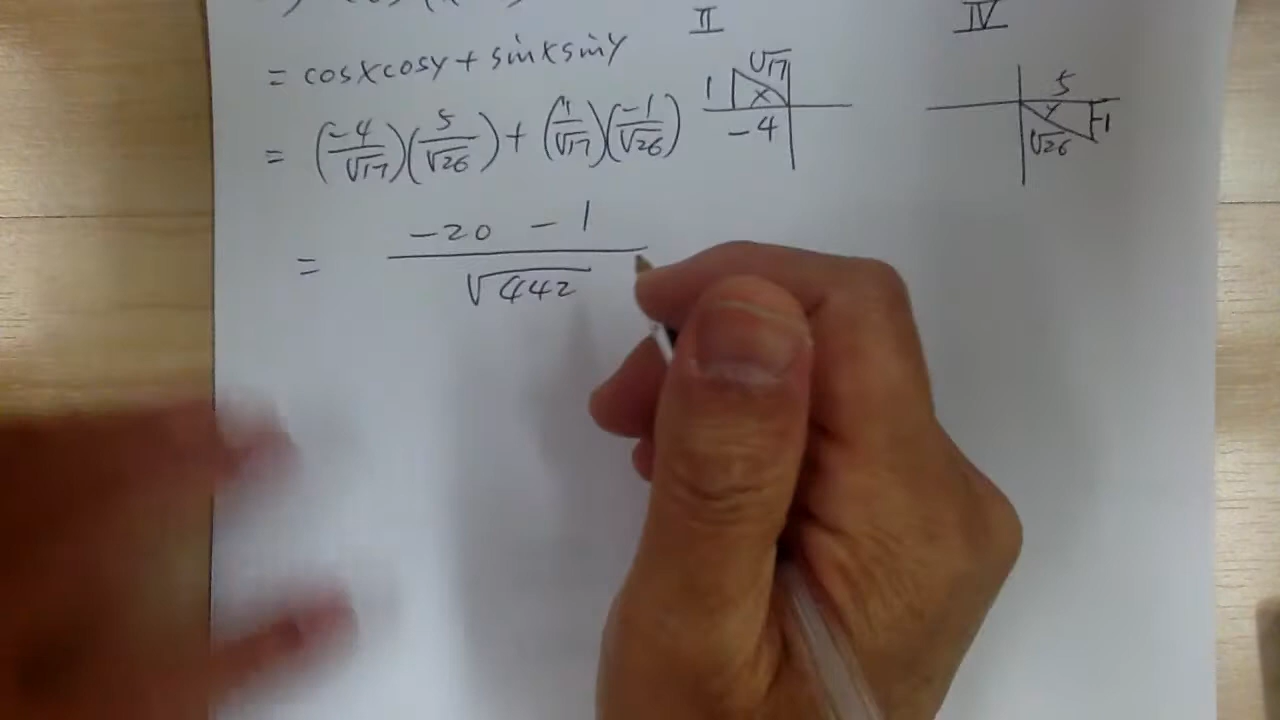 = cosxcosy + sinxsiny
= (-4/√17)(5/√26) + (1/√17)(-1/√26)
= (-20 - 1)/√442
II
√17
1
x
-4
IV
5
-1
√26